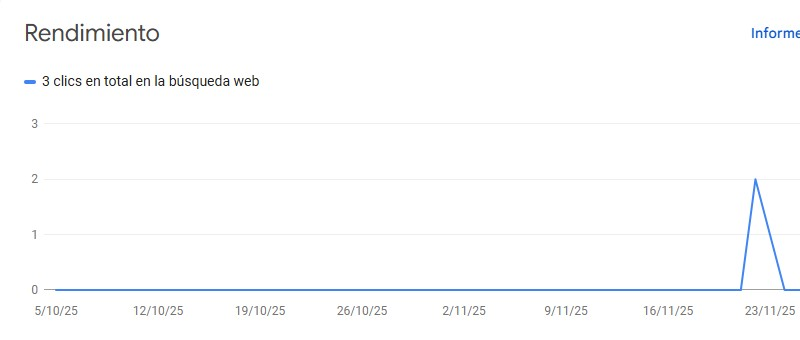 Rendimiento
Informe
3 clics en total en la búsqueda web
3
2
1
0
5/10/25 12/10/25 19/10/25 26/10/25 2/11/25 9/11/25 16/11/25 23/11/25